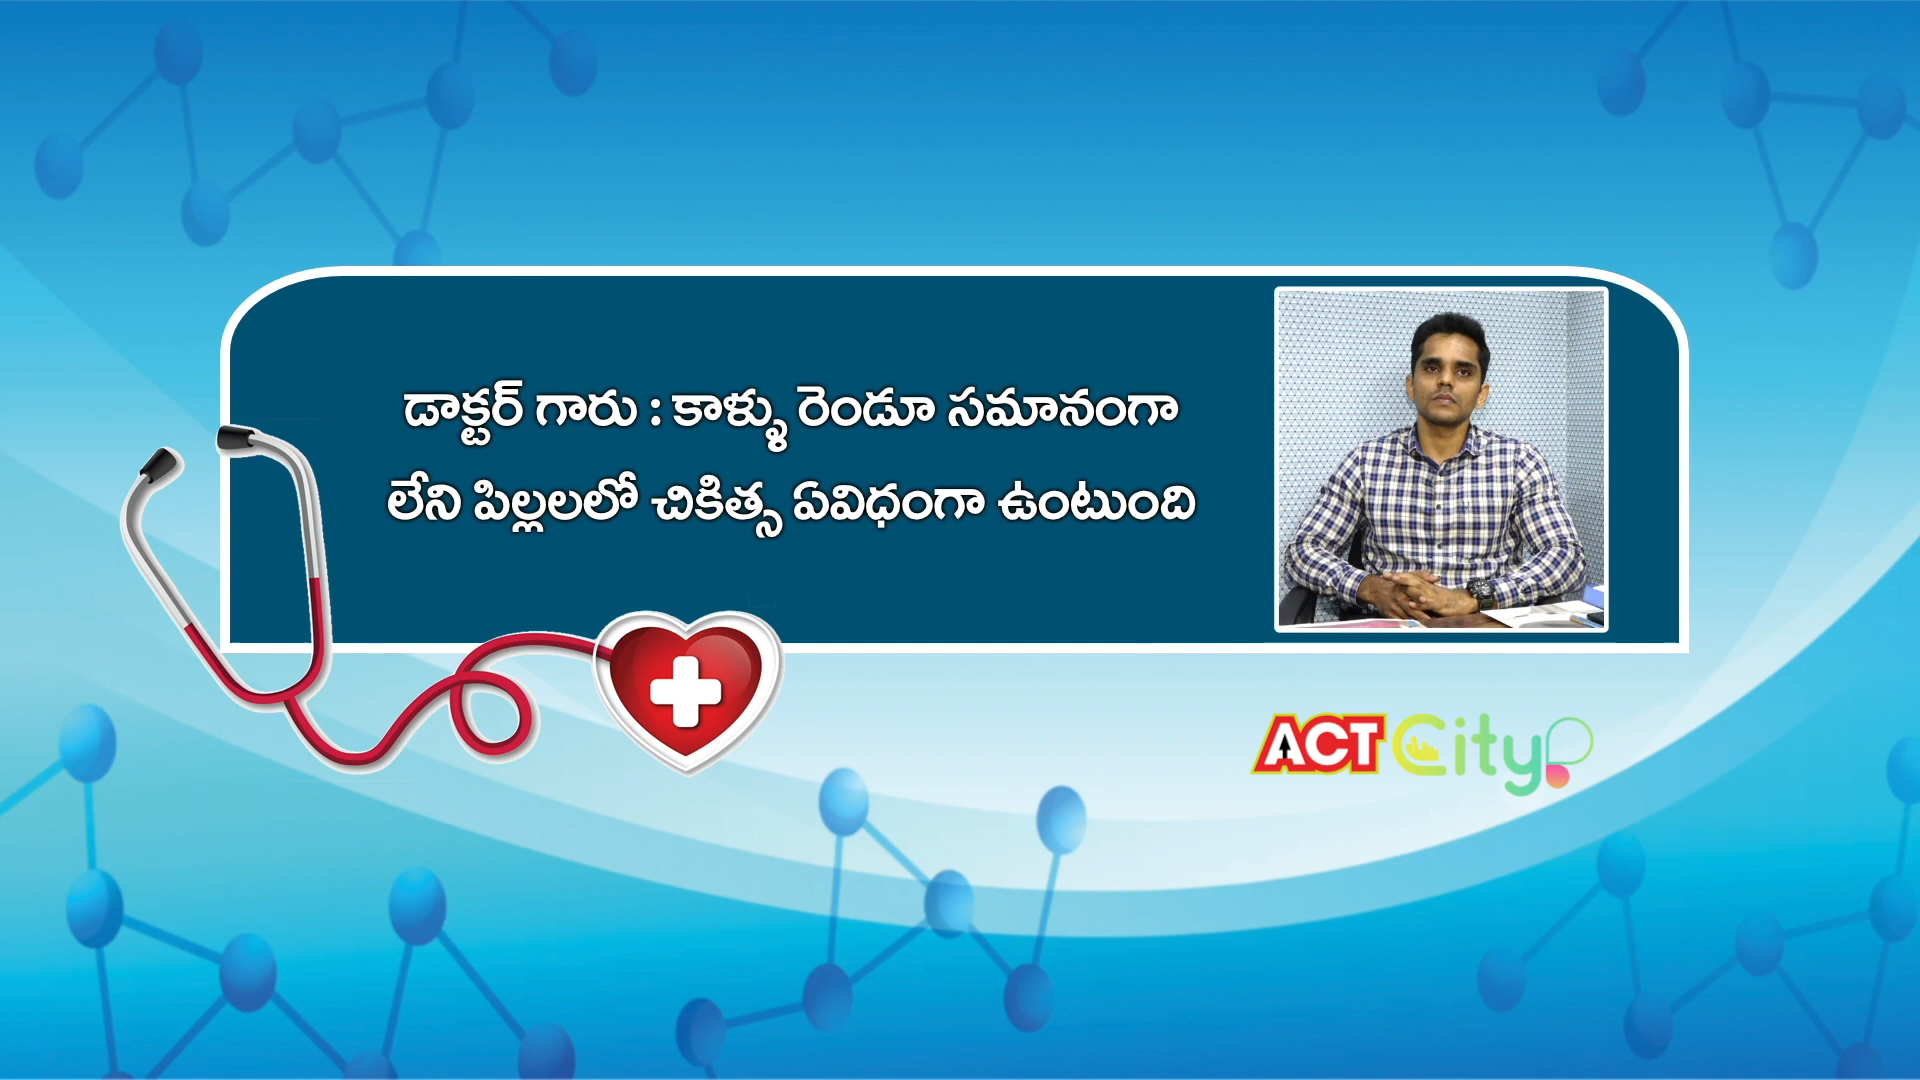 డాక్టర్ గారు : కాళ్ళు రెండూ సమానంగా
లేని పిల్లలలో చికిత్స ఏవిధంగా ఉంటుంది
ACT City